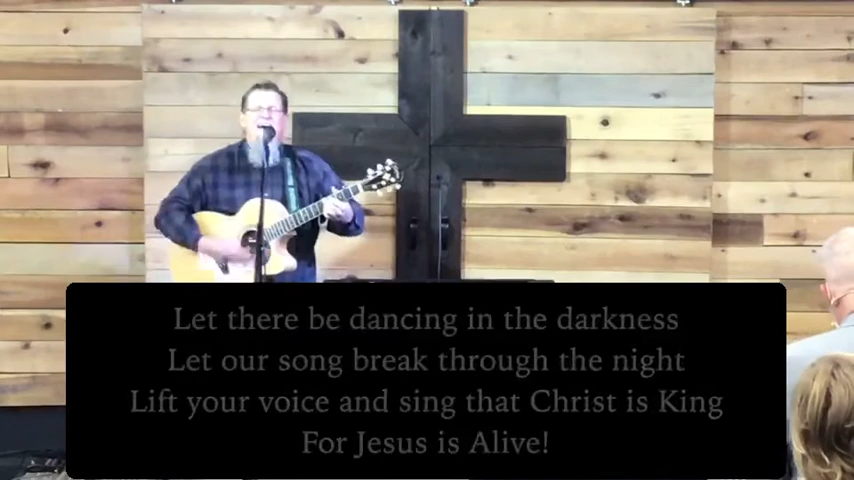 Let there be dancing in the darkness
Let our song break through the night
Lift your voice and sing that Christ is King
For Jesus is Alive!